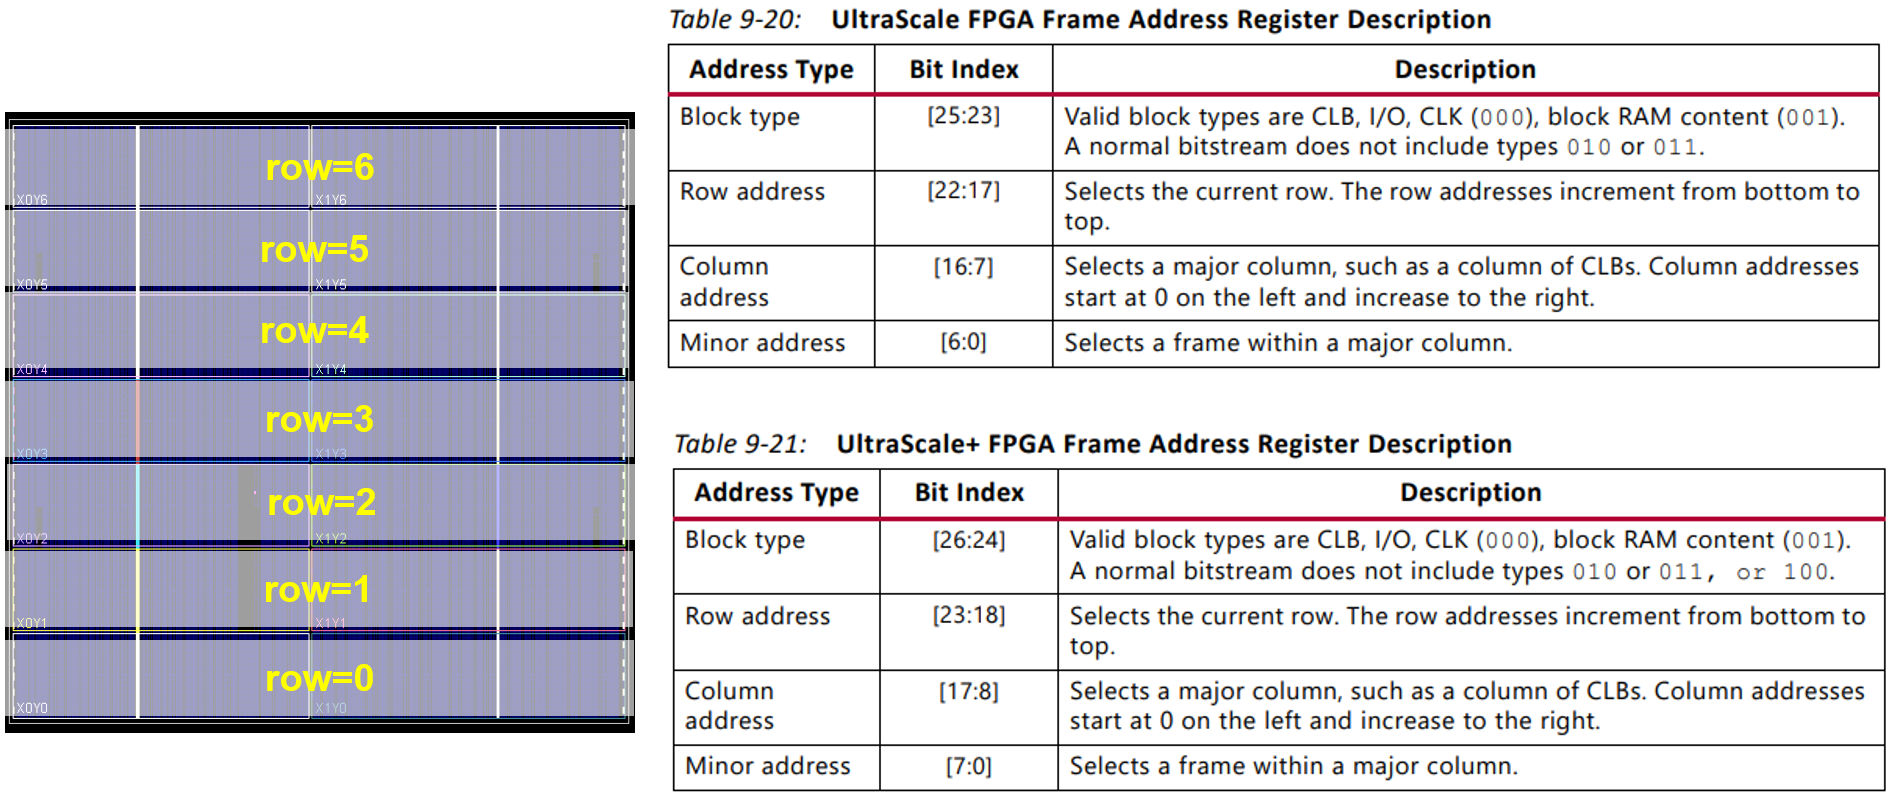 row=6
X0Y6 X1Y6
row=5
X0Y5 X1Y5
row=4
X0Y4 X1Y4
row=3
X0Y3 X1Y3
row=2
X0Y2 X1Y2
row=1
X0Y1 X1Y1
row=0
X0Y0 X1Y0
Table 9-20: UltraScale FPGA Frame Address Register Description
Address Type Bit Index Description
Block type [25:23] Valid block types are CLB, I/O, CLK (000), block RAM content (001).
A normal bitstream does not include types 010 or 011.
Row address [22:17] Selects the current row. The row addresses increment from bottom to
top.
Column [16:7] Selects a major column, such as a column of CLBs. Column addresses
address start at 0 on the left and increase to the right.
Minor address [6:0] Selects a frame within a major column.
Table 9-21: UltraScale+ FPGA Frame Address Register Description
Address Type Bit Index Description
Block type [26:24] Valid block types are CLB, I/O, CLK (000), block RAM content (001).
A normal bitstream does not include types 010 or 011, or 100.
Row address [23:18] Selects the current row. The row addresses increment from bottom to
top.
Column [17:8] Selects a major column, such as a column of CLBs. Column addresses
address start at 0 on the left and increase to the right.
Minor address [7:0] Selects a frame within a major column.